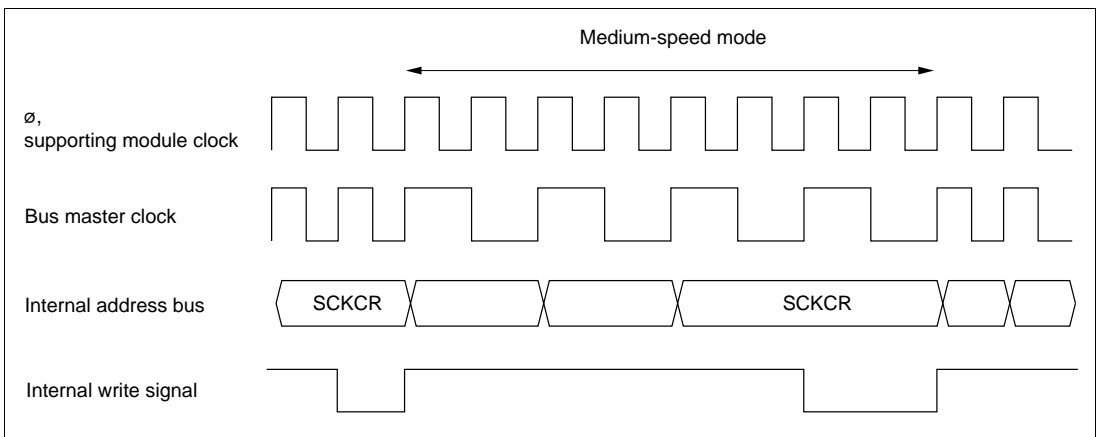 Medium-speed mode
ø,
supporting module clock
Bus master clock
Internal address bus
SCKCR
SCKCR
Internal write signal